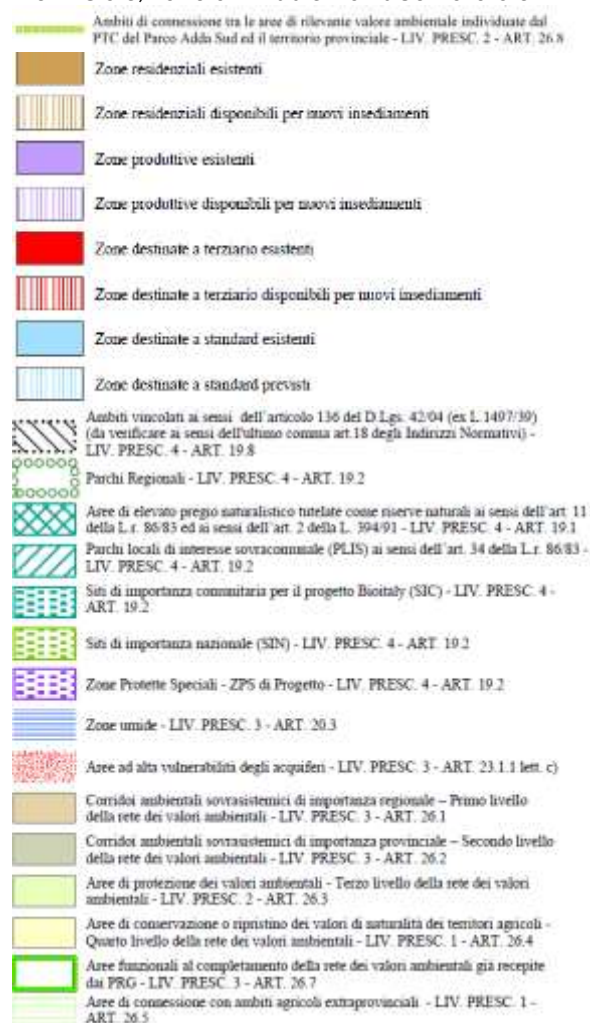 Ambiti di connessione tra le aree di rilevante valore ambientale individuate dal
PTC del Parco Adda Sud ed il territorio provinciale - LIV. PRESC. 2 - ART. 26.8
Zone residenziali esistenti
Zone residenziali disponibili per nuovi insediamenti
Zone produttive esistenti
Zone produttive disponibili per nuovi insediamenti
Zone destinate a terziario esistenti
Zone destinate a terziario disponibili per nuovi insediamenti
Zone destinate a standard esistenti
Zone destinate a standard previsti
Ambiti vincolati ai sensi dell'articolo 136 del D.Lgs. 42/04 (ex L. 1497/39)
(da verificare ai sensi dell'ultimo comma art.18 degli Indirizzi Normativi) -
LIV. PRESC. 4 - ART. 19.8
Parchi Regionali - LIV. PRESC. 4 - ART. 19.2
Aree di elevato pregio naturalistico tutelate come riserve naturali ai sensi dell'art. 11
della L.r. 86/83 ed ai sensi dell'art. 2 della L. 394/91 - LIV. PRESC. 4 - ART. 19.1
Parchi locali di interesse sovracomunale (PLIS) ai sensi dell'art. 34 della L.r. 86/83 -
LIV. PRESC. 4 - ART. 19.2
Siti di importanza comunitaria per il progetto Bioitaly (SIC) - LIV. PRESC. 4 -
ART. 19.2
Siti di importanza nazionale (SIN) - LIV. PRESC. 4 - ART. 19.2
Zone Protette Speciali - ZPS di Progetto - LIV. PRESC. 4 - ART. 19.2
Zone umide - LIV. PRESC. 3 - ART. 20.3
Aree ad alta vulnerabilità degli acquiferi - LIV. PRESC. 3 - ART. 23.1.1 lett. c)
Corridoi ambientali sovrasistemici di importanza regionale – Primo livello
della rete dei valori ambientali - LIV. PRESC. 3 - ART. 26.1
Corridoi ambientali sovrasistemici di importanza provinciale – Secondo livello
della rete dei valori ambientali - LIV. PRESC. 3 - ART. 26.2
Aree di protezione dei valori ambientali - Terzo livello della rete dei valori
ambientali - LIV. PRESC. 2 - ART. 26.3
Aree di conservazione o ripristino dei valori di naturalità dei territori agricoli -
Quarto livello della rete dei valori ambientali - LIV. PRESC. 1 - ART. 26.4
Aree funzionali al completamento della rete dei valori ambientali già recepite
dai PRG - LIV. PRESC. 3 - ART. 26.7
Aree di connessione con ambiti agricoli extraprovinciali - LIV. PRESC. 1 -
ART. 26.5